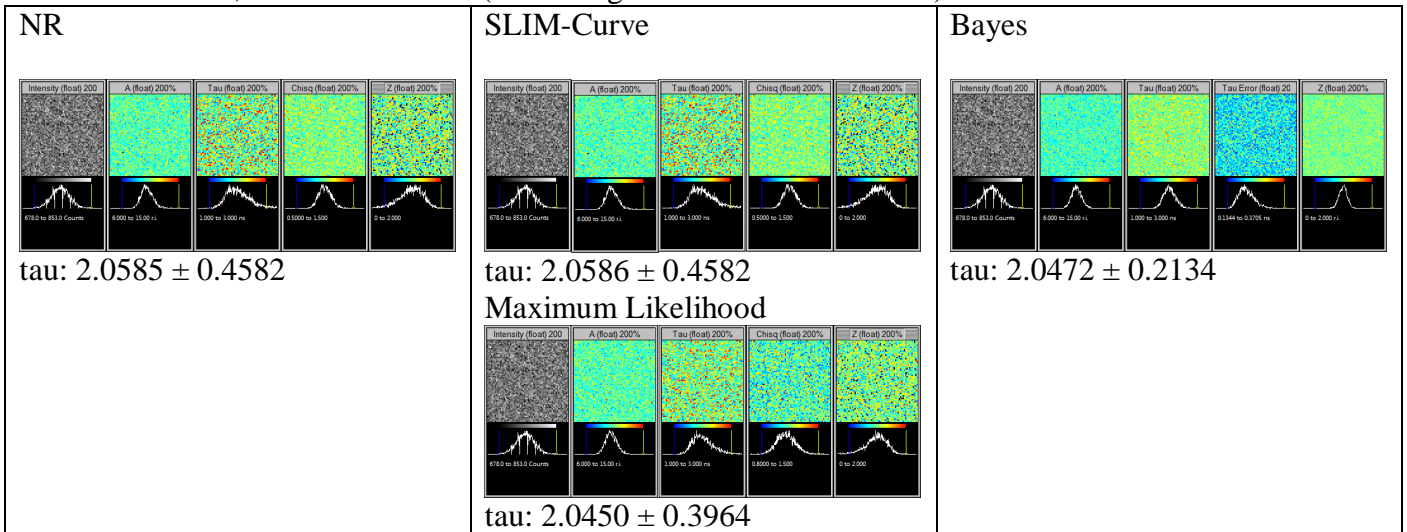 NR
Intensity (float) 200 A (float) 200% Tau (float) 200% Chisq (float) 200% Z (float) 200%
678.0 to 853.0 Counts 6.000 to 15.00 r.i. 1.000 to 3.000 ns 0.5000 to 1.500 0 to 2.000
tau: 2.0585 ± 0.4582
SLIM-Curve
Intensity (float) 200 A (float) 200% Tau (float) 200% Chisq (float) 200% Z (float) 200%
678.0 to 853.0 Counts 6.000 to 15.00 r.i. 1.000 to 3.000 ns 0.5000 to 1.500 0 to 2.000
tau: 2.0586 ± 0.4582
Maximum Likelihood
Intensity (float) 200 A (float) 200% Tau (float) 200% Chisq (float) 200% Z (float) 200%
678.0 to 853.0 Counts 6.000 to 15.00 r.i. 1.000 to 3.000 ns 0.8000 to 1.500 0 to 2.000
tau: 2.0450 ± 0.3964
Bayes
Intensity (float) 200 A (float) 200% Tau (float) 200% Tau Error (float) 20 Z (float) 200%
678.0 to 853.0 Counts 6.000 to 15.00 r.i. 1.000 to 3.000 ns 0.1344 to 0.3705 ns 0 to 2.000 r.i.
tau: 2.0472 ± 0.2134